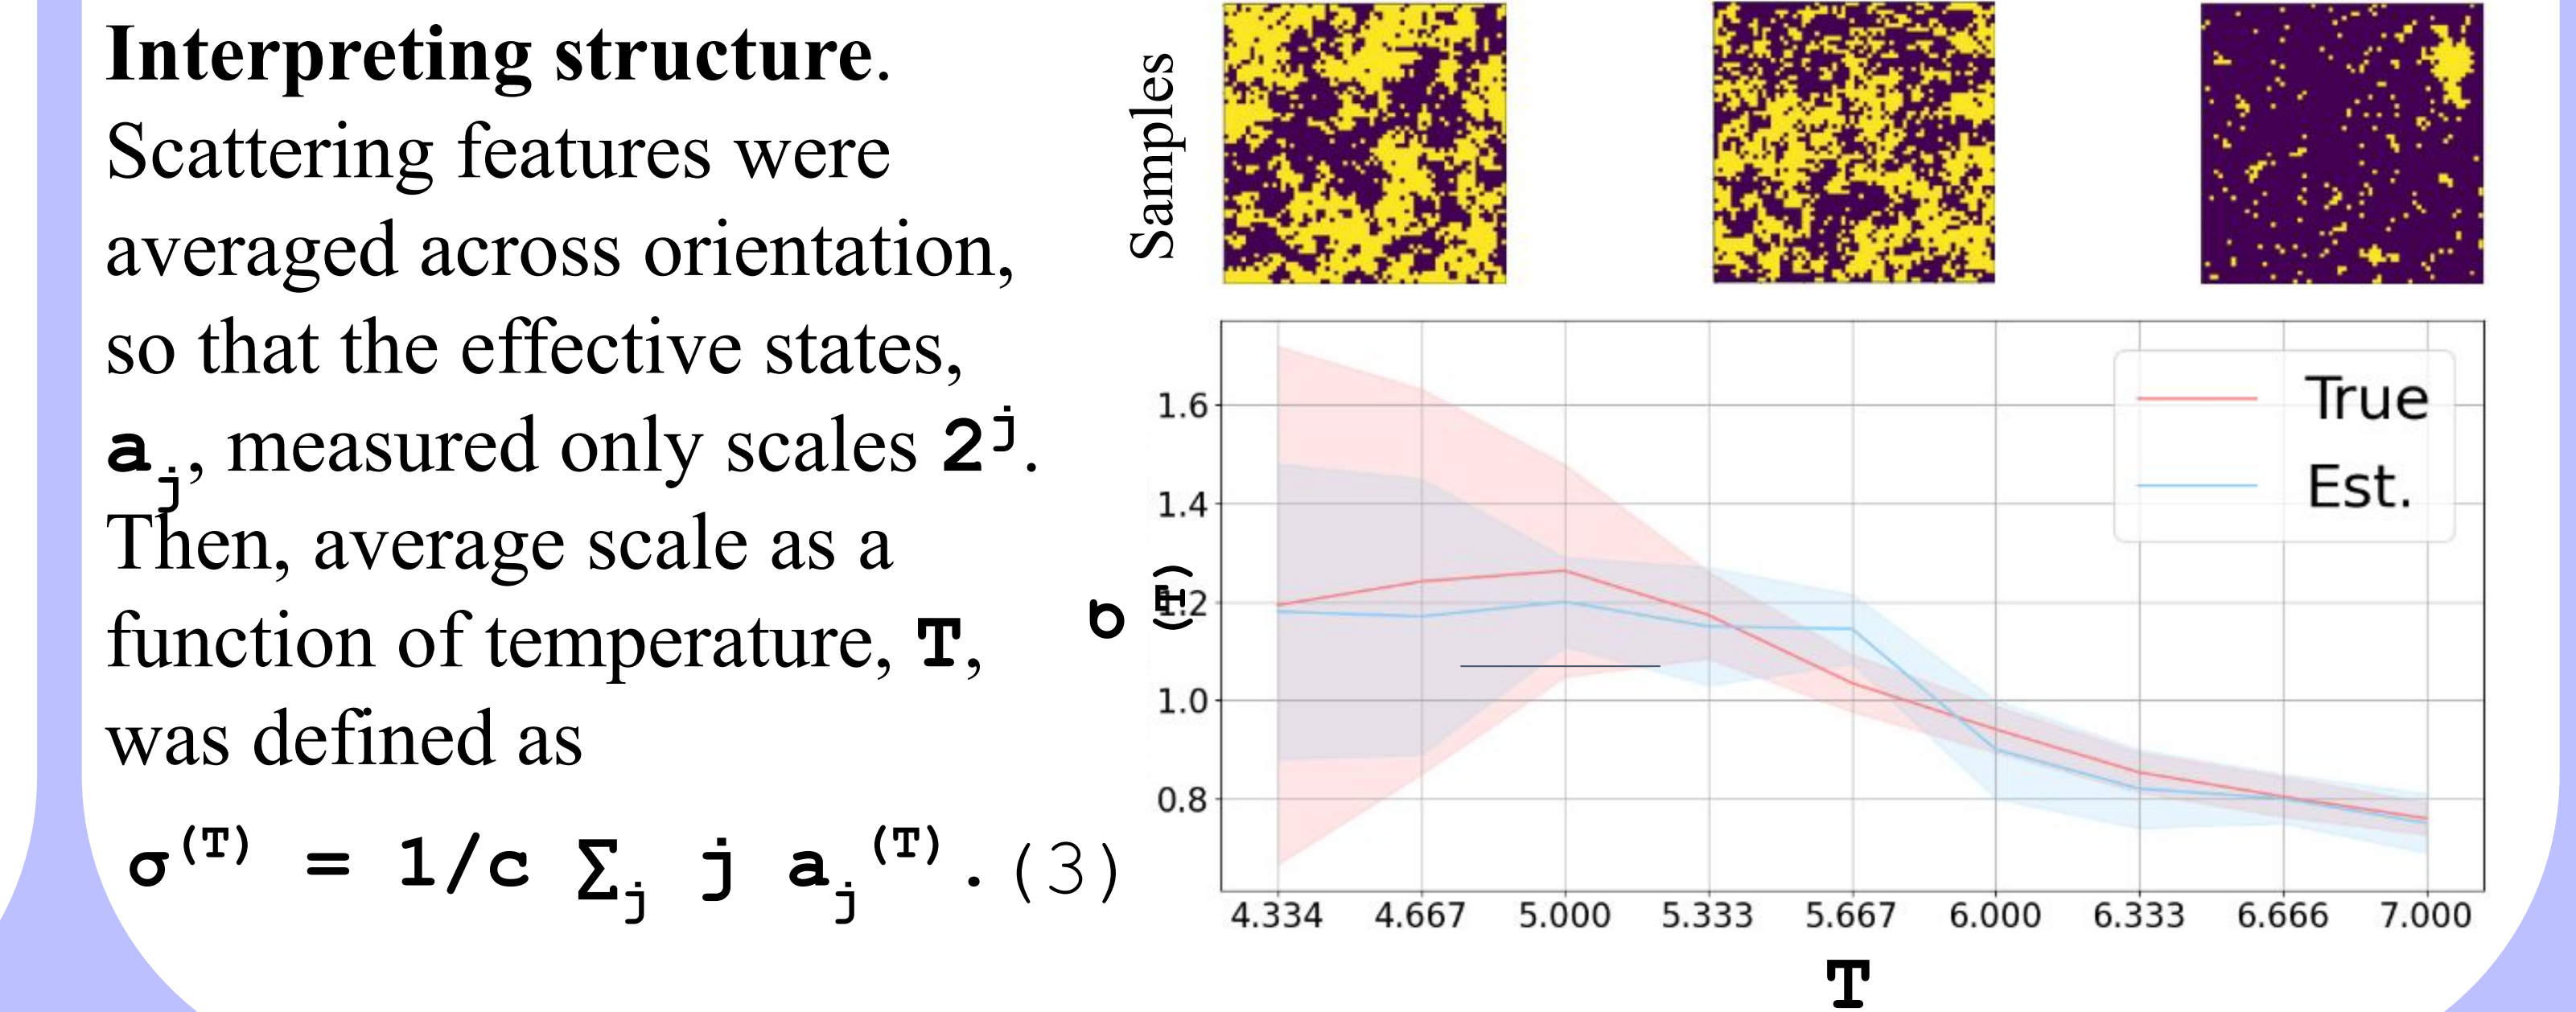 Interpreting structure.
Scattering features were
averaged across orientation,
so that the effective states,
a_j, measured only scales 2^j.
Then, average scale as a
function of temperature, T,
was defined as
σ^(T) = 1/c Σ_j j a_j^(T). (3)
Samples
σ^(T)
1.6
1.4
1.2
1.0
0.8
True
Est.
4.334 4.667 5.000 5.333 5.667 6.000 6.333 6.666 7.000
T